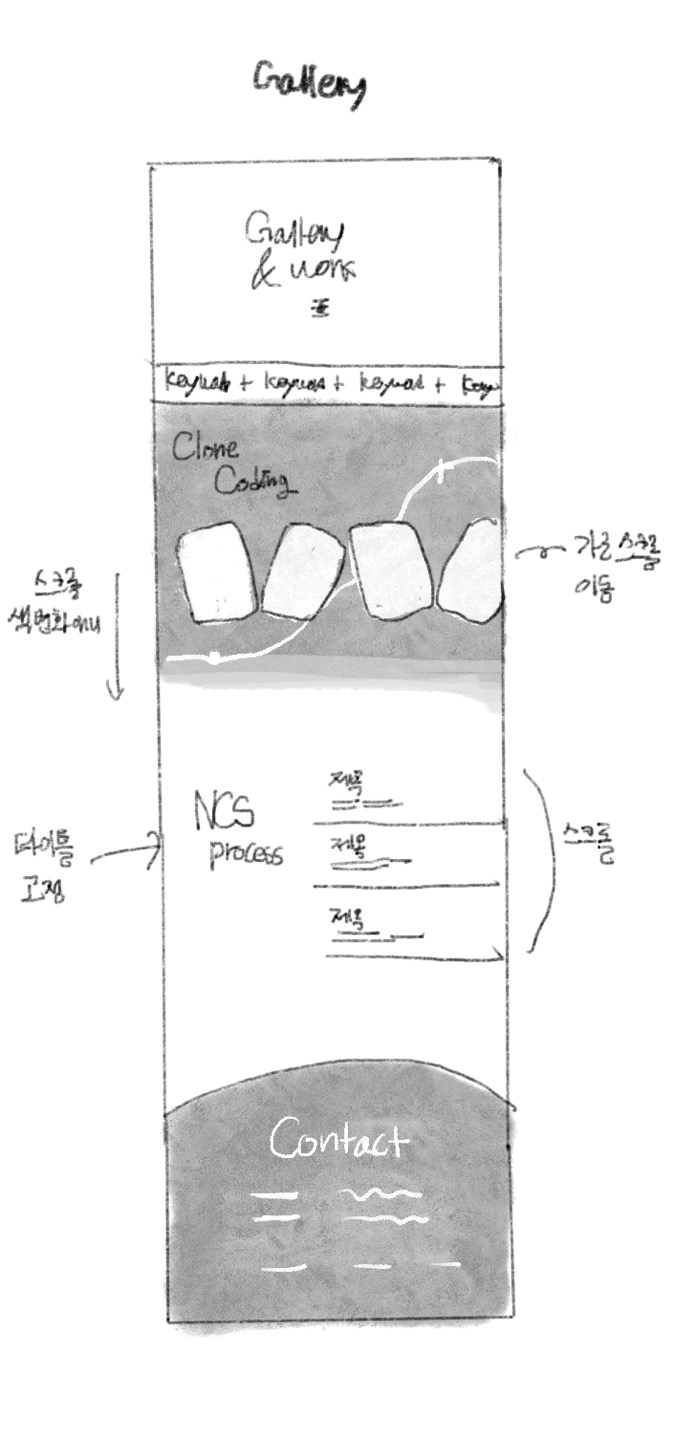 Gallery
Gallery
& work
keyword + keyword + keyword + Key
Clone
Coding
가로 스크롤
이동
스크롤
색변화 애니
제목
NCS
process
제목
제목
타이틀
고정
스크롤
Contact